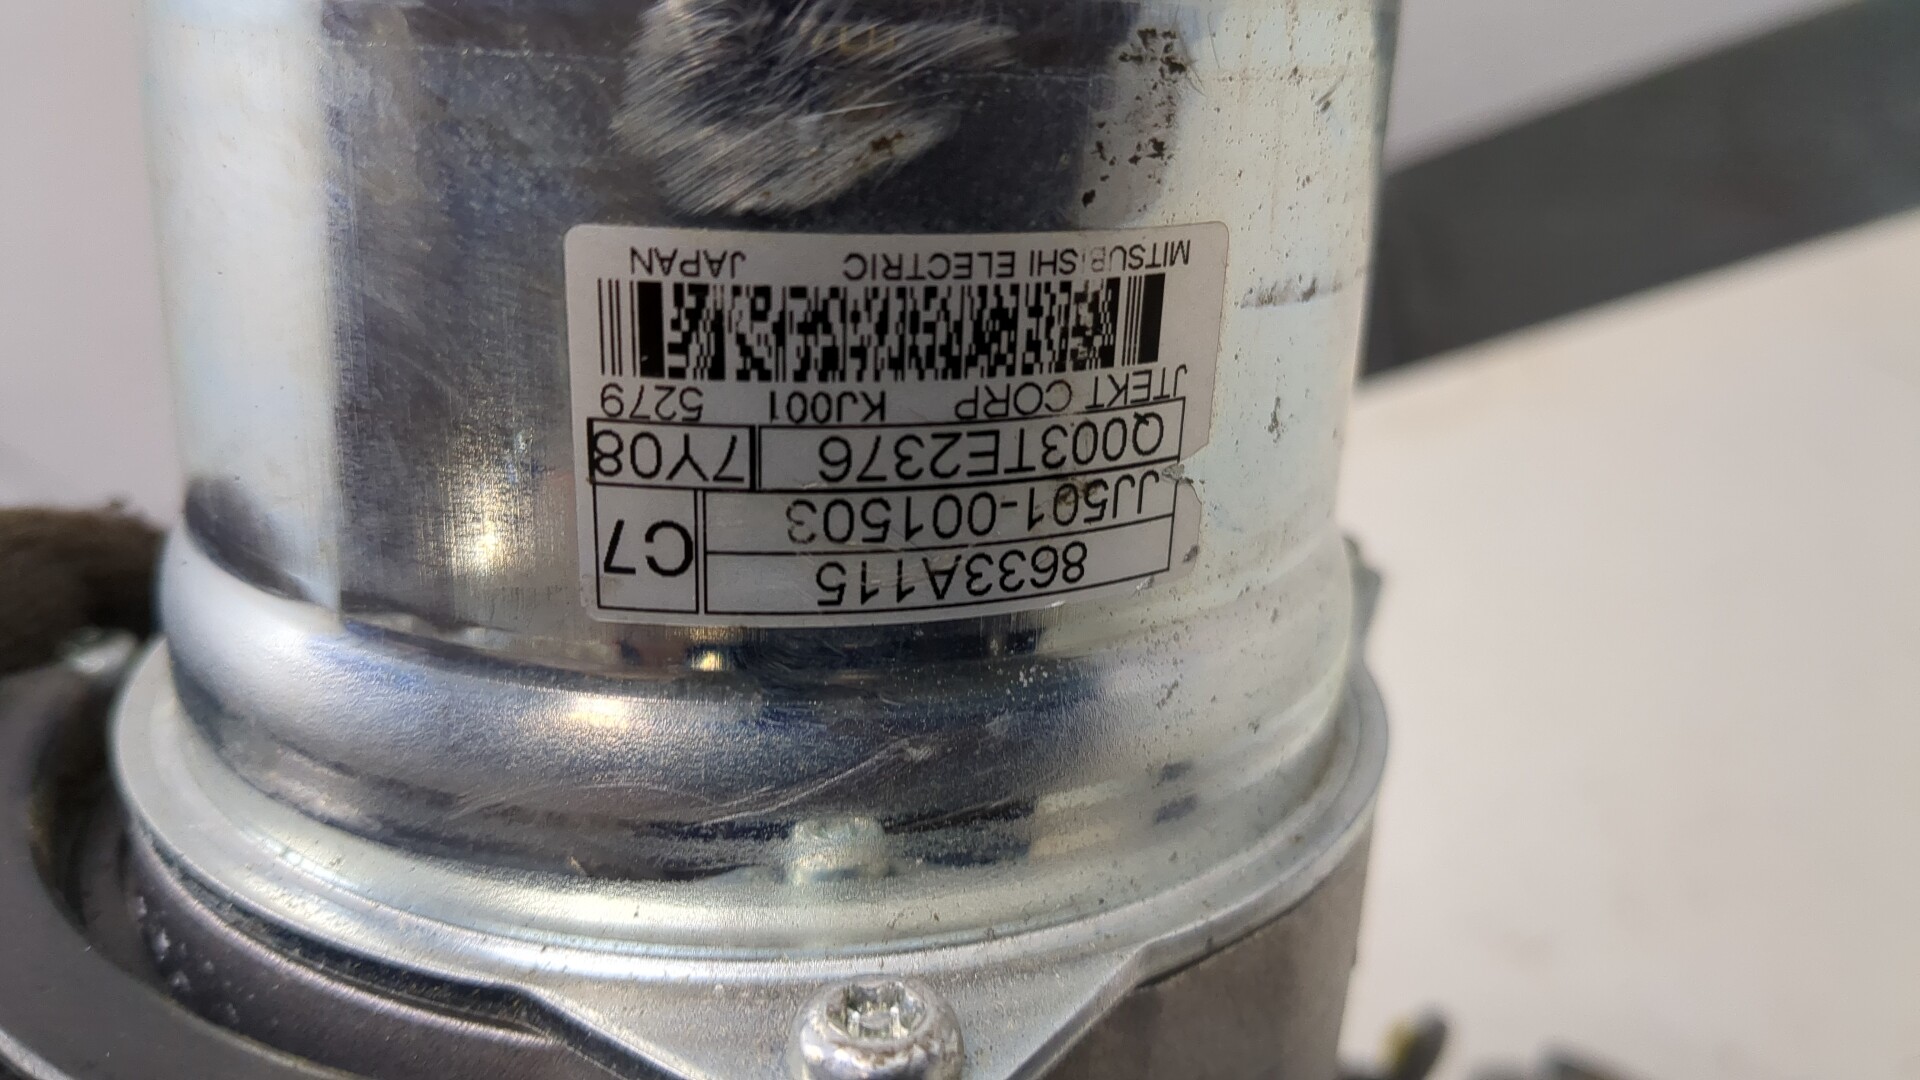 8633A115
JJ501-001503 C7
Q003TE2376 7Y08
JTEKT CORP KJ001 5279
MITSUBISHI ELECTRIC JAPAN